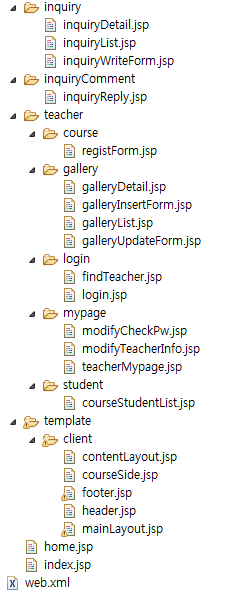 inquiry
inquiryDetail.jsp
inquiryList.jsp
inquiryWriteForm.jsp
inquiryComment
inquiryReply.jsp
teacher
course
registForm.jsp
gallery
galleryDetail.jsp
galleryInsertForm.jsp
galleryList.jsp
galleryUpdateForm.jsp
login
findTeacher.jsp
login.jsp
mypage
modifyCheckPw.jsp
modifyTeacherInfo.jsp
teacherMypage.jsp
student
courseStudentList.jsp
template
client
contentLayout.jsp
courseSide.jsp
footer.jsp
header.jsp
mainLayout.jsp
home.jsp
index.jsp
web.xml